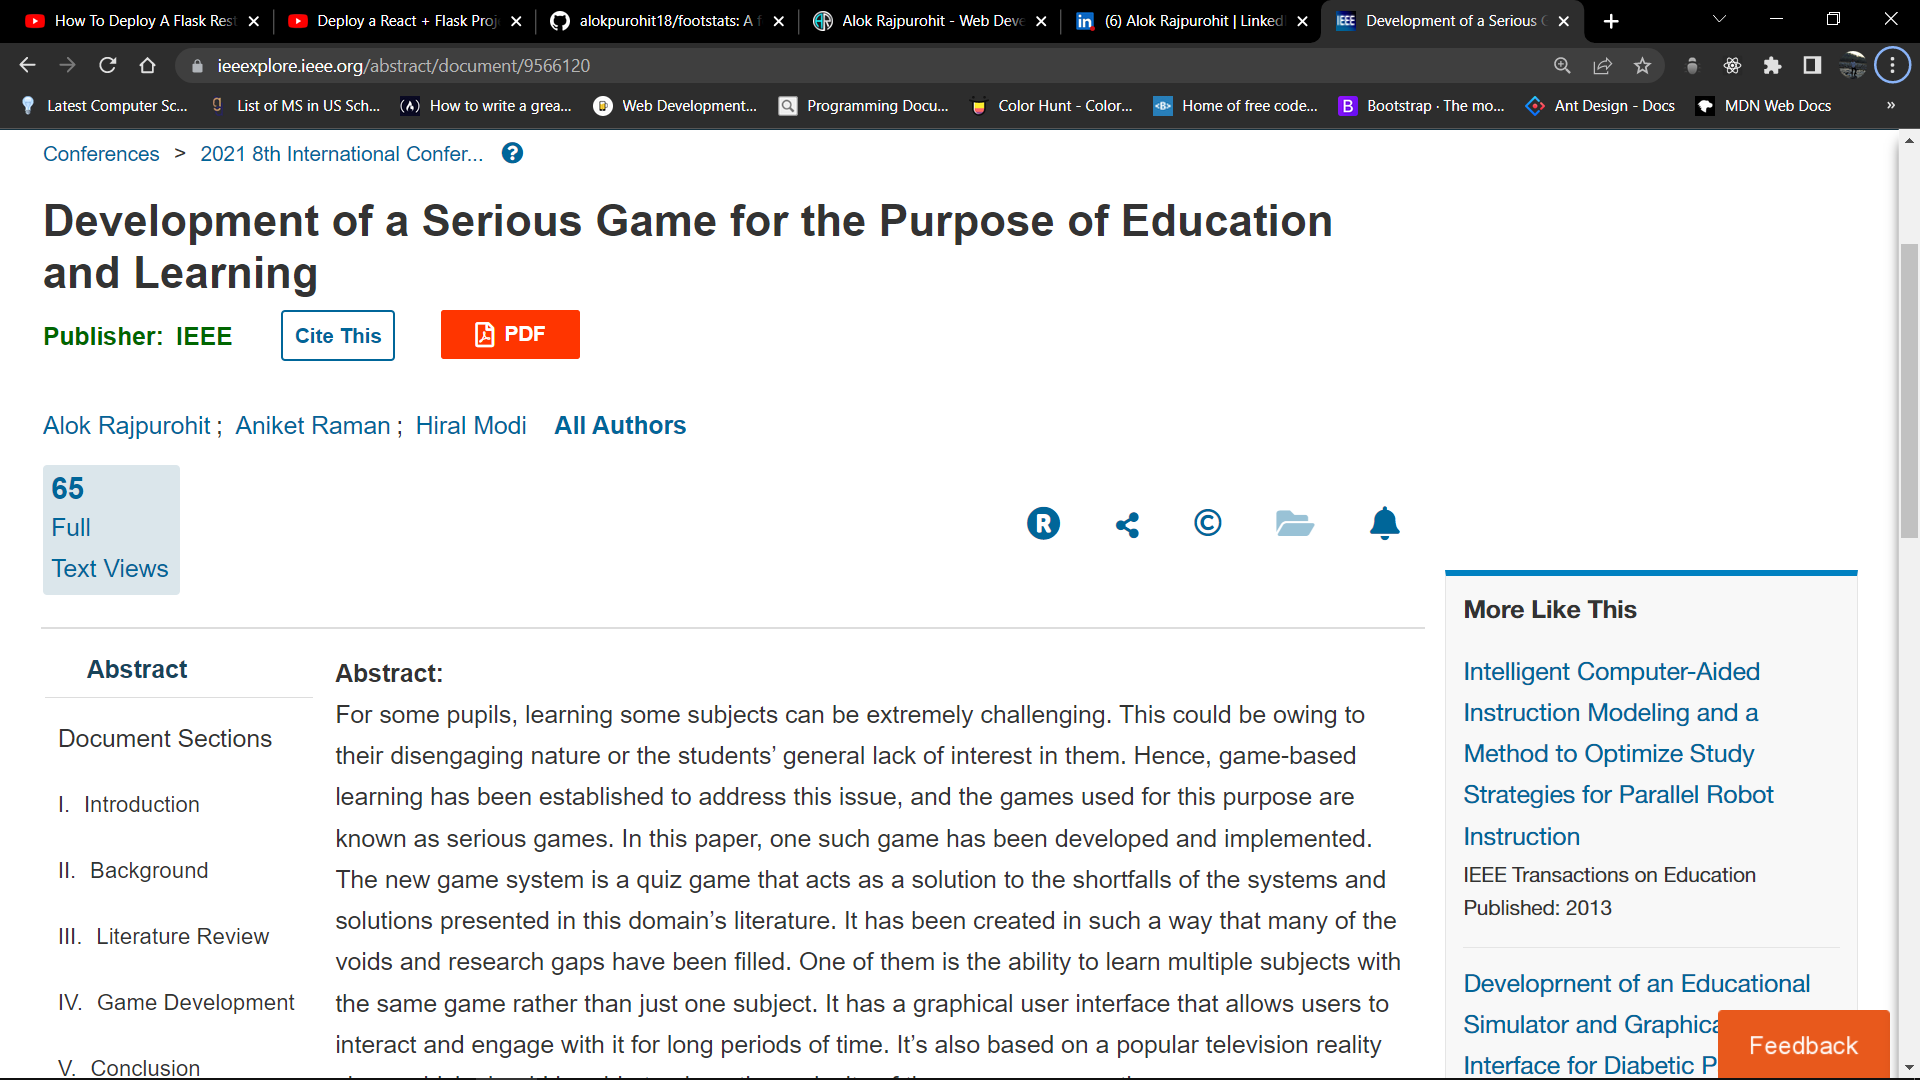 How To Deploy A Flask Rest
Deploy a React + Flask Proj
alokpurohit18/footstats: A f
Alok Rajpurohit - Web Deve
(6) Alok Rajpurohit | Linked
Development of a Serious G
ieeexplore.ieee.org/abstract/document/9566120
Latest Computer Sc...
List of MS in US Sch...
How to write a grea...
Web Development...
Programming Docu...
Color Hunt - Color...
Home of free code...
Bootstrap · The mo...
Ant Design - Docs
MDN Web Docs
»
Conferences > 2021 8th International Confer... ?
Development of a Serious Game for the Purpose of Education
and Learning
Publisher: IEEE
Cite This
PDF
Alok Rajpurohit ; Aniket Raman ; Hiral Modi All Authors
65
Full
Text Views
R
©
Abstract
Document Sections
I. Introduction
II. Background
III. Literature Review
IV. Game Development
V. Conclusion
Abstract:
For some pupils, learning some subjects can be extremely challenging. This could be owing to
their disengaging nature or the students’ general lack of interest in them. Hence, game-based
learning has been established to address this issue, and the games used for this purpose are
known as serious games. In this paper, one such game has been developed and implemented.
The new game system is a quiz game that acts as a solution to the shortfalls of the systems and
solutions presented in this domain’s literature. It has been created in such a way that many of the
voids and research gaps have been filled. One of them is the ability to learn multiple subjects with
the same game rather than just one subject. It has a graphical user interface that allows users to
interact and engage with it for long periods of time. It’s also based on a popular television reality
More Like This
Intelligent Computer-Aided
Instruction Modeling and a
Method to Optimize Study
Strategies for Parallel Robot
Instruction
IEEE Transactions on Education
Published: 2013
Development of an Educational
Simulator and Graphica
Interface for Diabetic P
Feedback